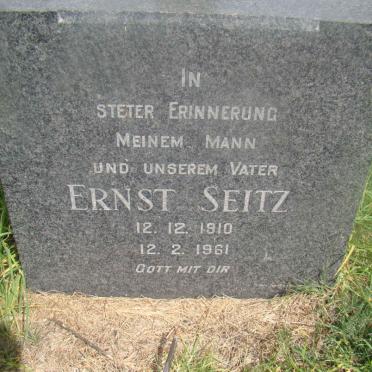 IN
STETER ERINNERUNG
MEINEM MANN
UND UNSEREM VATER
ERNST SEITZ
12. 12. 1910
12. 2. 1961
GOTT MIT DIR